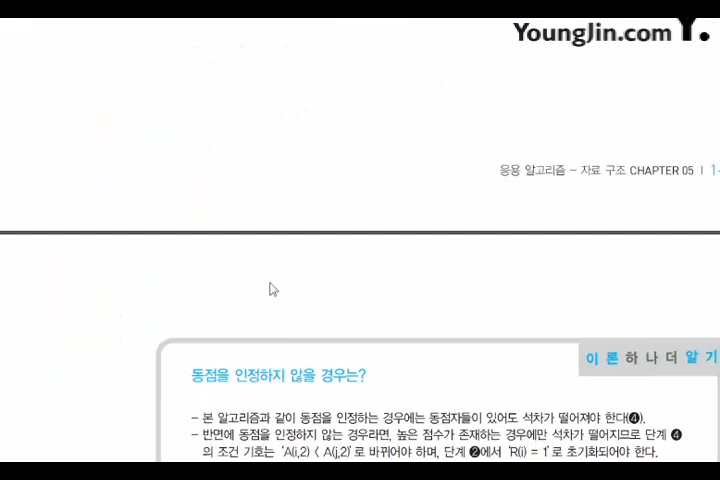 YoungJin.com Y.
응용 알고리즘 - 자료 구조 CHAPTER 05 | 1-
이 론 하 나 더 알 기
동점을 인정하지 않을 경우는?
- 본 알고리즘과 같이 동점을 인정하는 경우에는 동점자들이 있어도 석차가 떨어져야 한다(❹).
- 반면에 동점을 인정하지 않는 경우라면, 높은 점수가 존재하는 경우에만 석차가 떨어지므로 단계 ❹
의 조건 기호는 'A(i,2) < A(j,2)'로 바뀌어야 하며, 단계 ❷에서 'R(i) = 1'로 초기화되어야 한다.